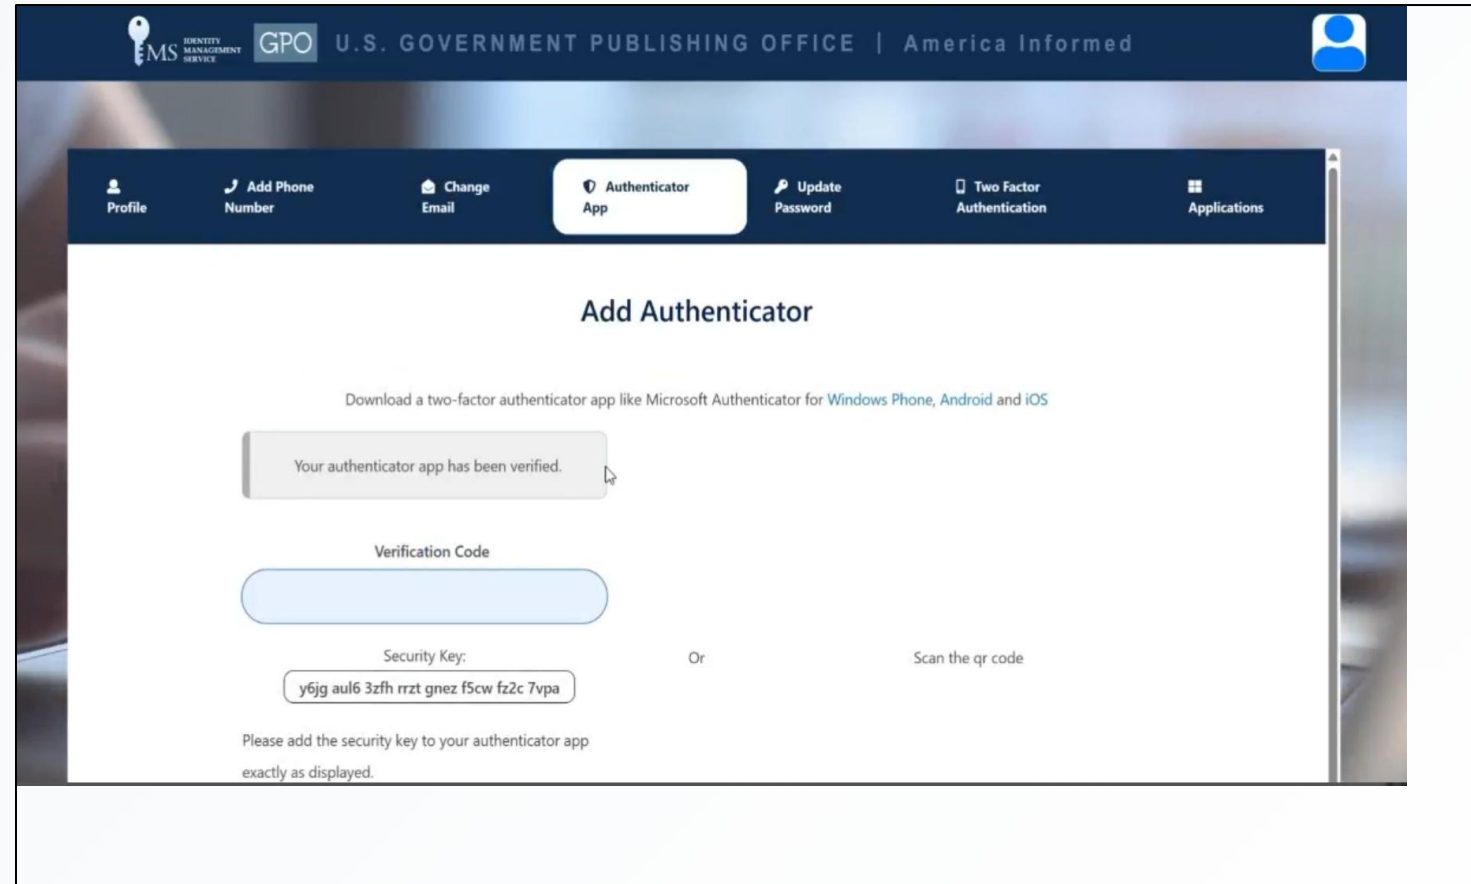 MS IDENTITY MANAGEMENT SERVICE GPO U.S. GOVERNMENT PUBLISHING OFFICE | America Informed
Profile
Add Phone
Number
Change
Email
Authenticator
App
Update
Password
Two Factor
Authentication
Applications
Add Authenticator
Download a two-factor authenticator app like Microsoft Authenticator for Windows Phone, Android and iOS
Your authenticator app has been verified.
Verification Code
Security Key:
y6jg aul6 3zfh rrzt gnez f5cw fz2c 7vpa
Or
Scan the qr code
Please add the security key to your authenticator app
exactly as displayed.